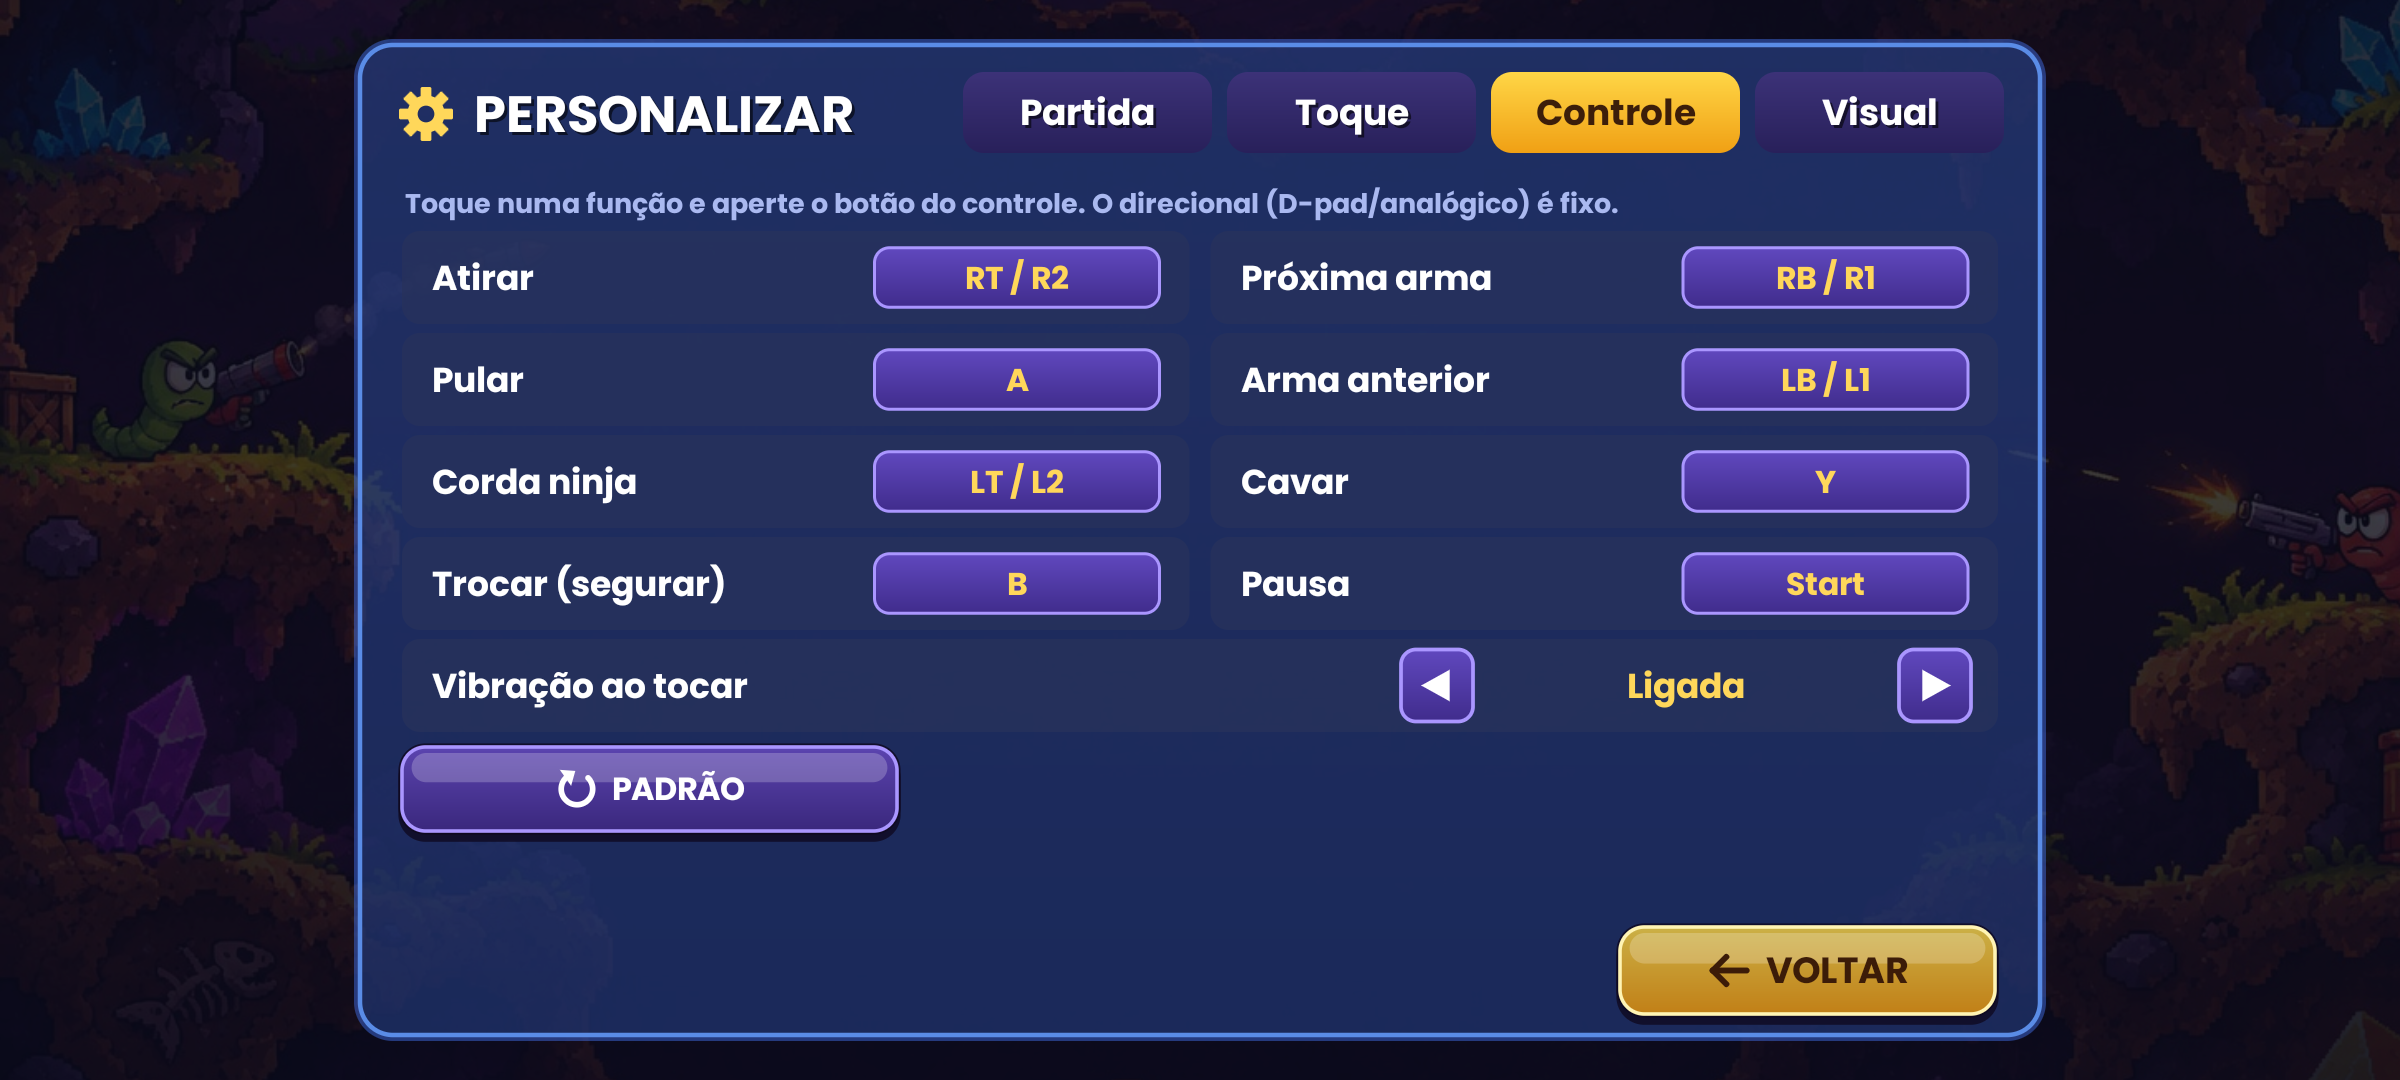 PERSONALIZAR
Partida
Toque
Controle
Visual
Toque numa função e aperte o botão do controle. O direcional (D-pad/analógico) é fixo.
Atirar
RT / R2
Próxima arma
RB / R1
Pular
A
Arma anterior
LB / L1
Corda ninja
LT / L2
Cavar
Y
Trocar (segurar)
B
Pausa
Start
Vibração ao tocar
Ligada
PADRÃO
VOLTAR